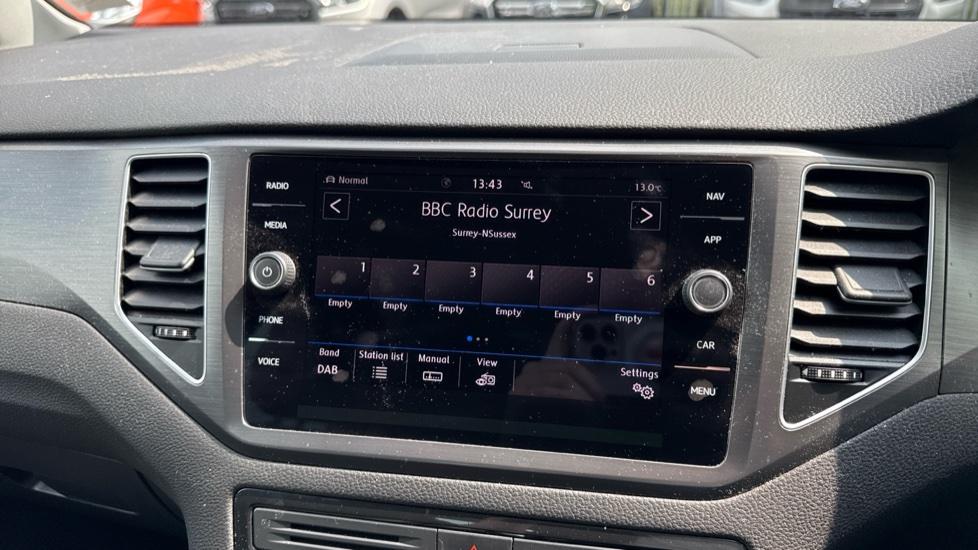 Normal 13:43 13.0°C
RADIO
MEDIA
PHONE
VOICE
< BBC Radio Surrey >
Surrey-NSussex
1 2 3 4 5 6
Empty Empty Empty Empty Empty Empty
Band Station list Manual View Settings
DAB
NAV
APP
CAR
MENU